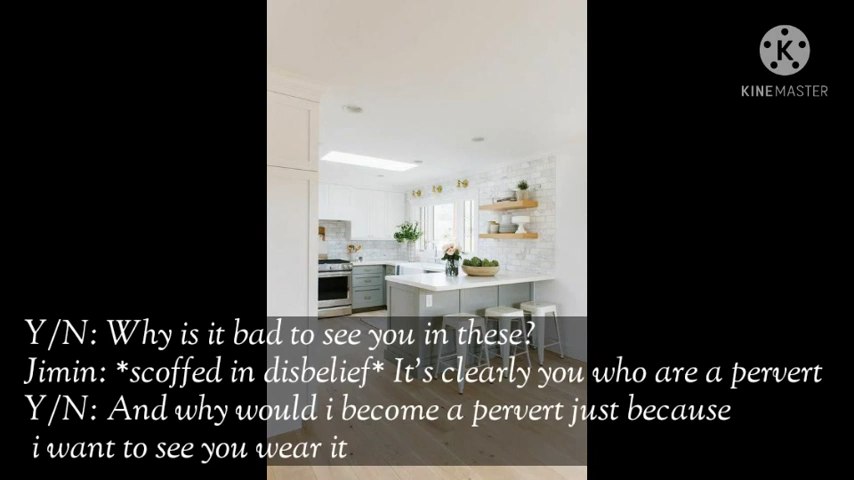 KINEMASTER
Y/N: Why is it bad to see you in these?
Jimin: *scoffed in disbelief* It's clearly you who are a pervert
Y/N: And why would i become a pervert just because
i want to see you wear it